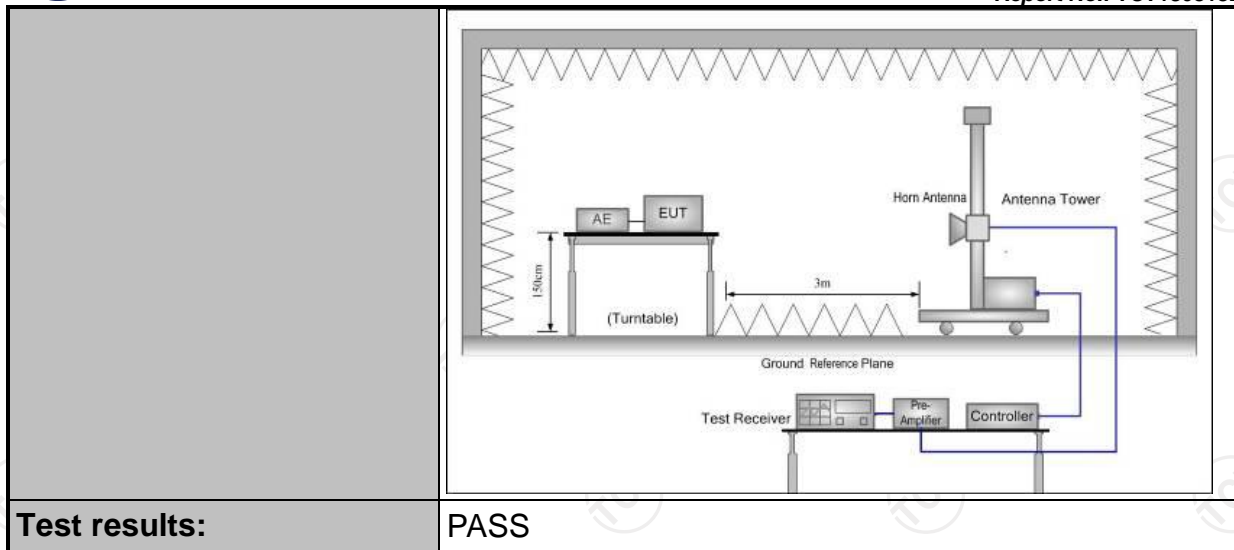 Horn Antenna
Antenna Tower
AE
EUT
150cm
3m
(Turntable)
Ground Reference Plane
Test Receiver
Pre-
Amplifier
Controller
Test results:
PASS